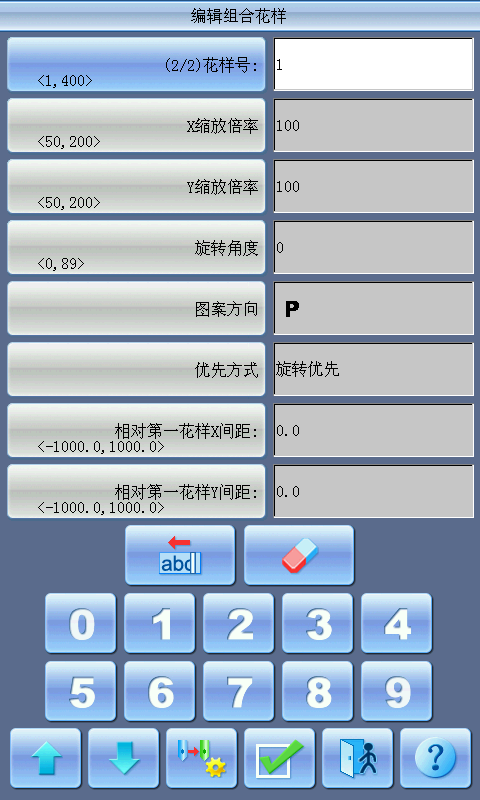 编辑组合花样
(2/2)花样号:
<1,400>
1
X缩放倍率
<50,200>
100
Y缩放倍率
<50,200>
100
旋转角度
<0,89>
0
图案方向
P
优先方式
旋转优先
相对第一花样X间距:
<-1000.0,1000.0>
0.0
相对第一花样Y间距:
<-1000.0,1000.0>
0.0
abc
0 1 2 3 4
5 6 7 8 9
?